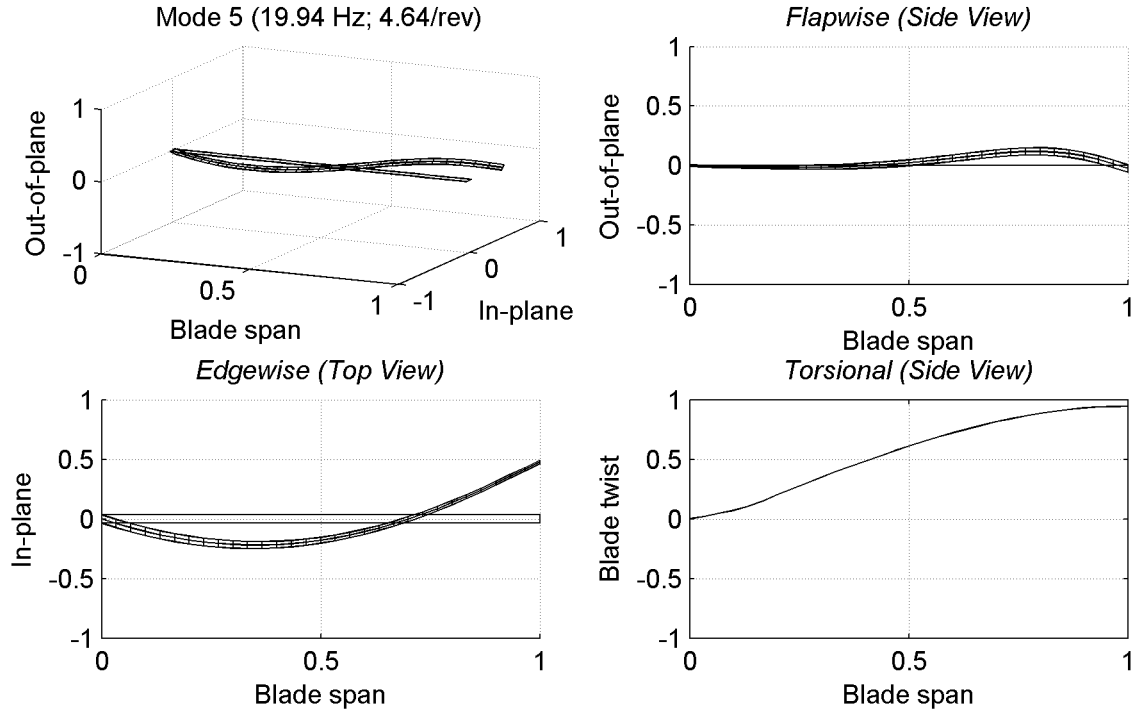 Mode 5 (19.94 Hz; 4.64/rev)
1
0
-1
Out-of-plane
0
0.5
1
Blade span
-1
0
1
In-plane
Flapwise (Side View)
1
0.5
0
-0.5
-1
Out-of-plane
0
0.5
1
Blade span
Edgewise (Top View)
1
0.5
0
-0.5
-1
In-plane
0
0.5
1
Blade span
Torsional (Side View)
1
0.5
0
-0.5
-1
Blade twist
0
0.5
1
Blade span